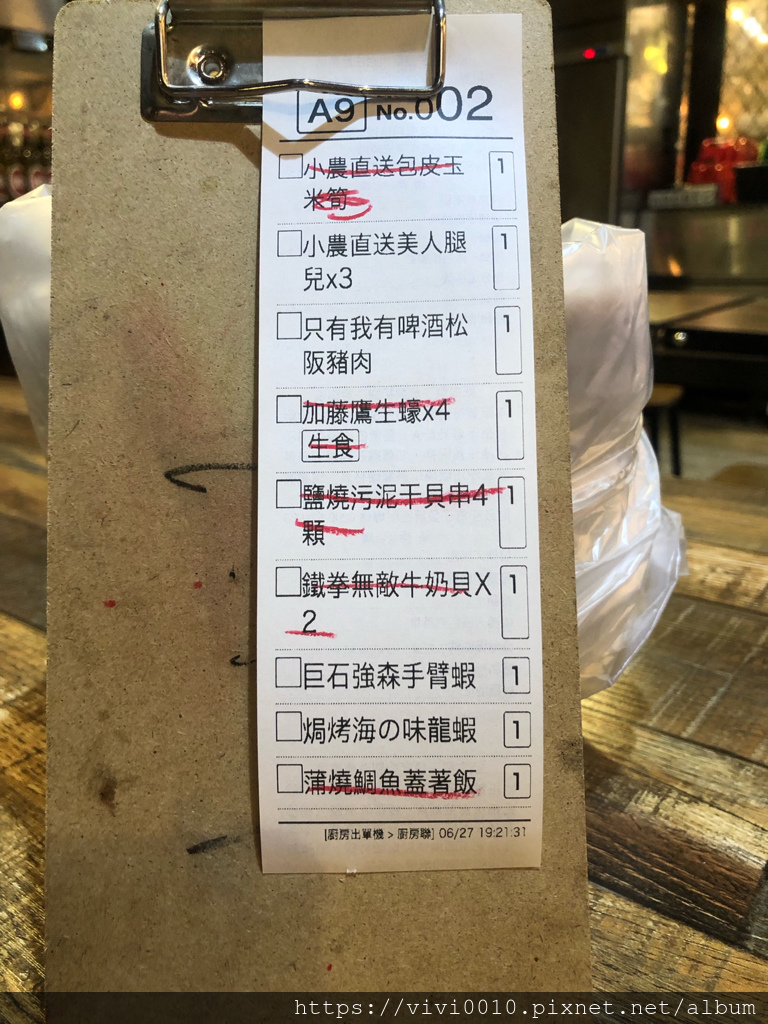 A9 No.002
小農直送包皮玉 1
米筍
小農直送美人腿 1
兒x3
只有我有啤酒松 1
阪豬肉
加藤鷹生蠔x4 1
生食
鹽燒污泥干貝串4 1
顆
鐵拳無敵牛奶貝X 1
2
巨石強森手臂蝦 1
焗烤海の味龍蝦 1
蒲燒鯛魚蓋著飯 1
[廚房出單機 > 廚房聯] 06/27 19:21:31
https://vivi0010.pixnet.net/album